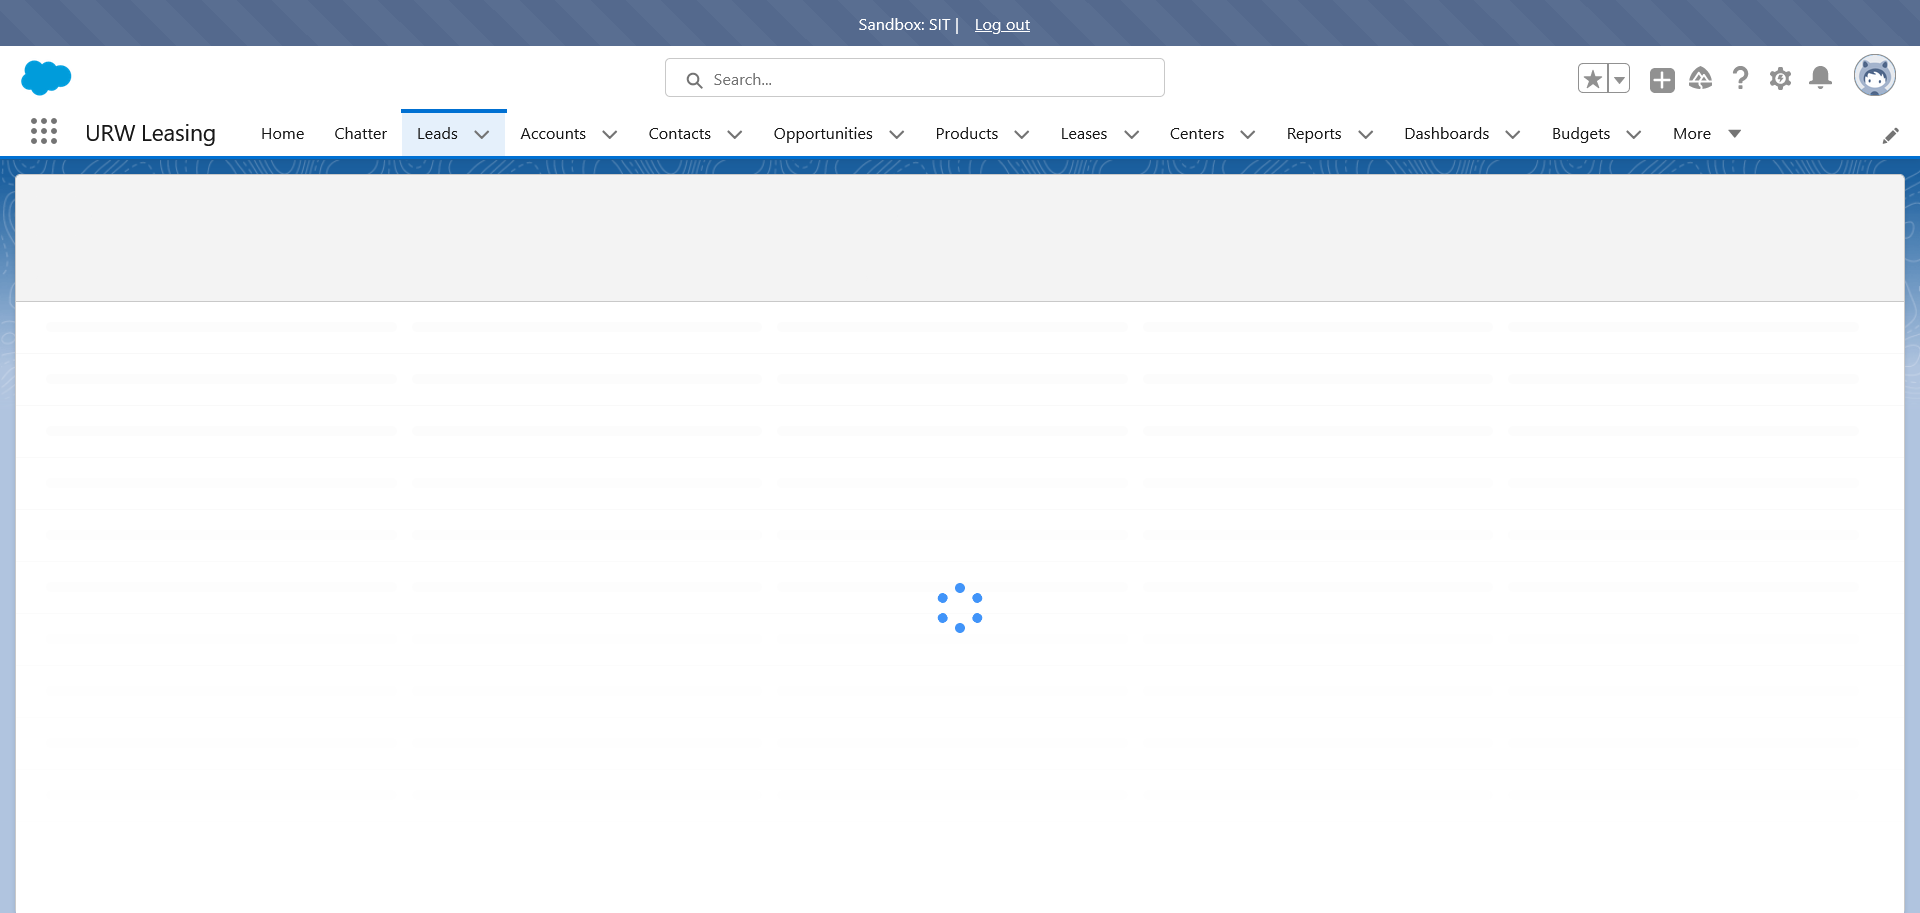 Sandbox: SIT | Log out
Search...
URW Leasing Home Chatter Leads Accounts Contacts Opportunities Products Leases Centers Reports Dashboards Budgets More